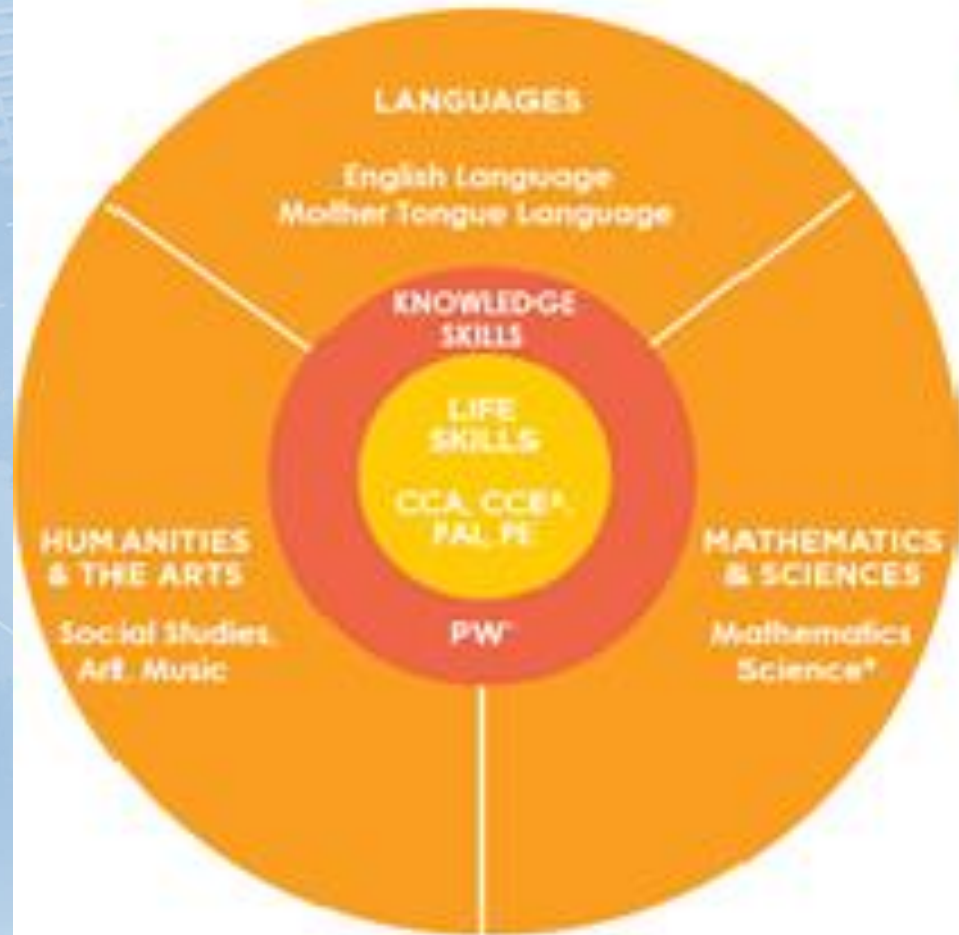 LANGUAGES
English Language
Mother Tongue Language
KNOWLEDGE
SKILLS
LIFE
SKILLS
CCA, CCE
PAL, PE
PW
HUMANITIES
& THE ARTS
Social Studies,
Art, Music
MATHEMATICS
& SCIENCES
Mathematics
Science